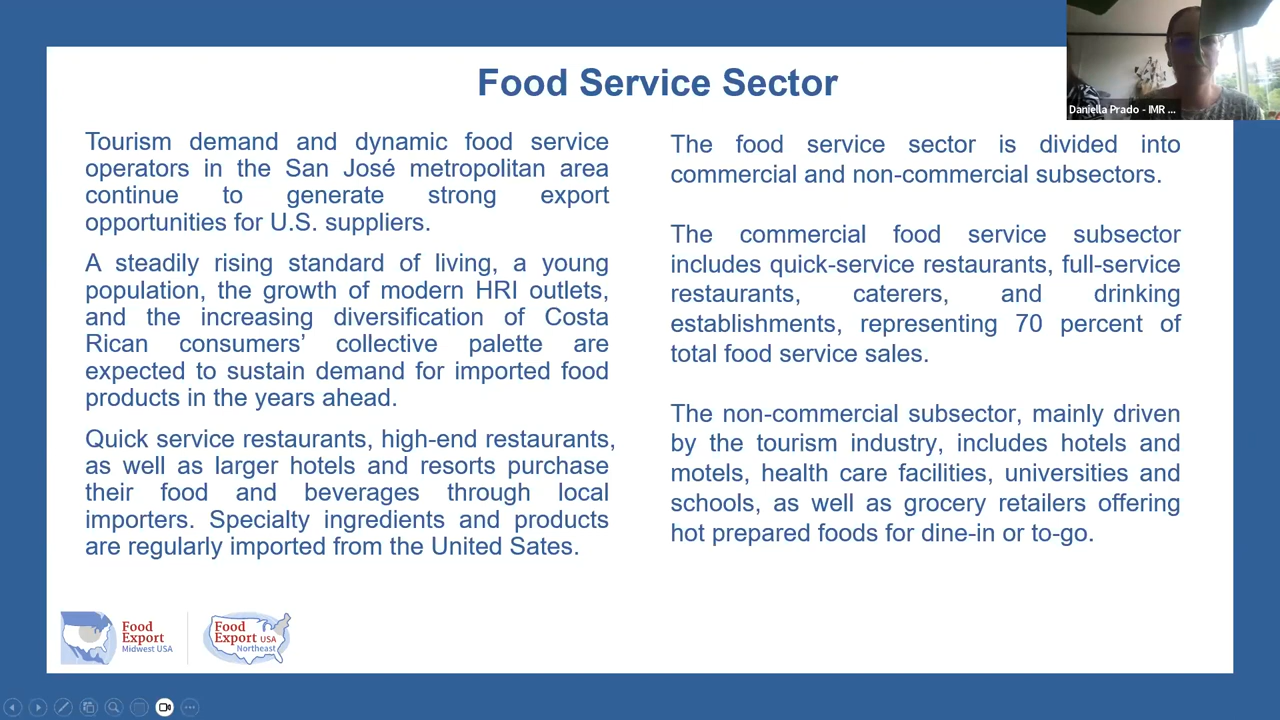 Food Service Sector
Tourism demand and dynamic food service
operators in the San José metropolitan area
continue to generate strong export
opportunities for U.S. suppliers.
A steadily rising standard of living, a young
population, the growth of modern HRI outlets,
and the increasing diversification of Costa
Rican consumers’ collective palette are
expected to sustain demand for imported food
products in the years ahead.
Quick service restaurants, high-end restaurants,
as well as larger hotels and resorts purchase
their food and beverages through local
importers. Specialty ingredients and products
are regularly imported from the United Sates.
The food service sector is divided into
commercial and non-commercial subsectors.
The commercial food service subsector
includes quick-service restaurants, full-service
restaurants, caterers, and drinking
establishments, representing 70 percent of
total food service sales.
The non-commercial subsector, mainly driven
by the tourism industry, includes hotels and
motels, health care facilities, universities and
schools, as well as grocery retailers offering
hot prepared foods for dine-in or to-go.
Daniella Prado - IMR ...
Food
Export
Midwest USA
Food
Export USA
Northeast